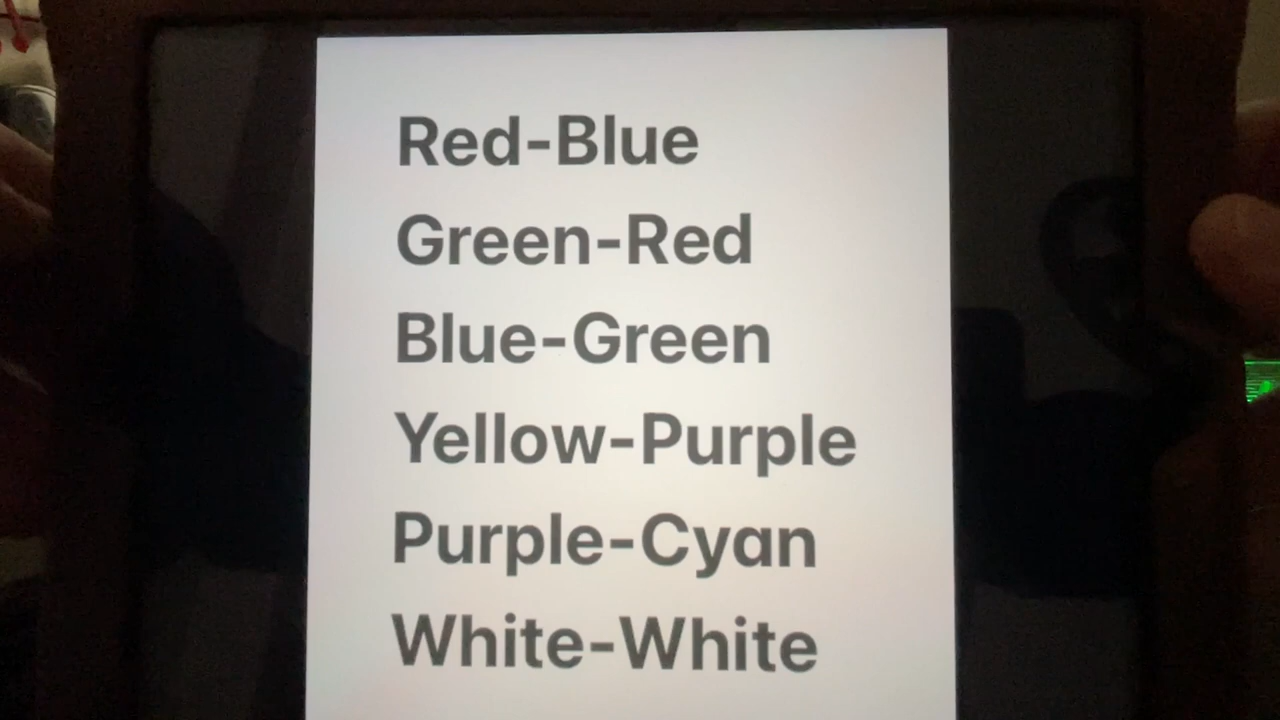 Red-Blue
Green-Red
Blue-Green
Yellow-Purple
Purple-Cyan
White-White